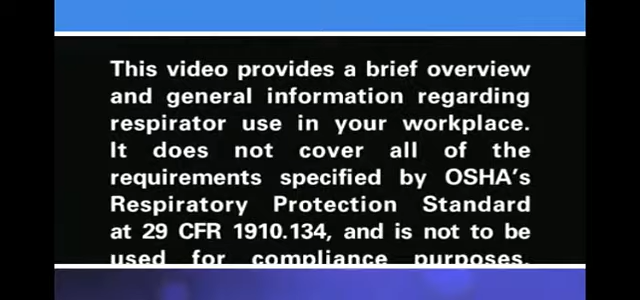 This video provides a brief overview
and general information regarding
respirator use in your workplace.
It does not cover all of the
requirements specified by OSHA's
Respiratory Protection Standard
at 29 CFR 1910.134, and is not to be
used for compliance purposes.